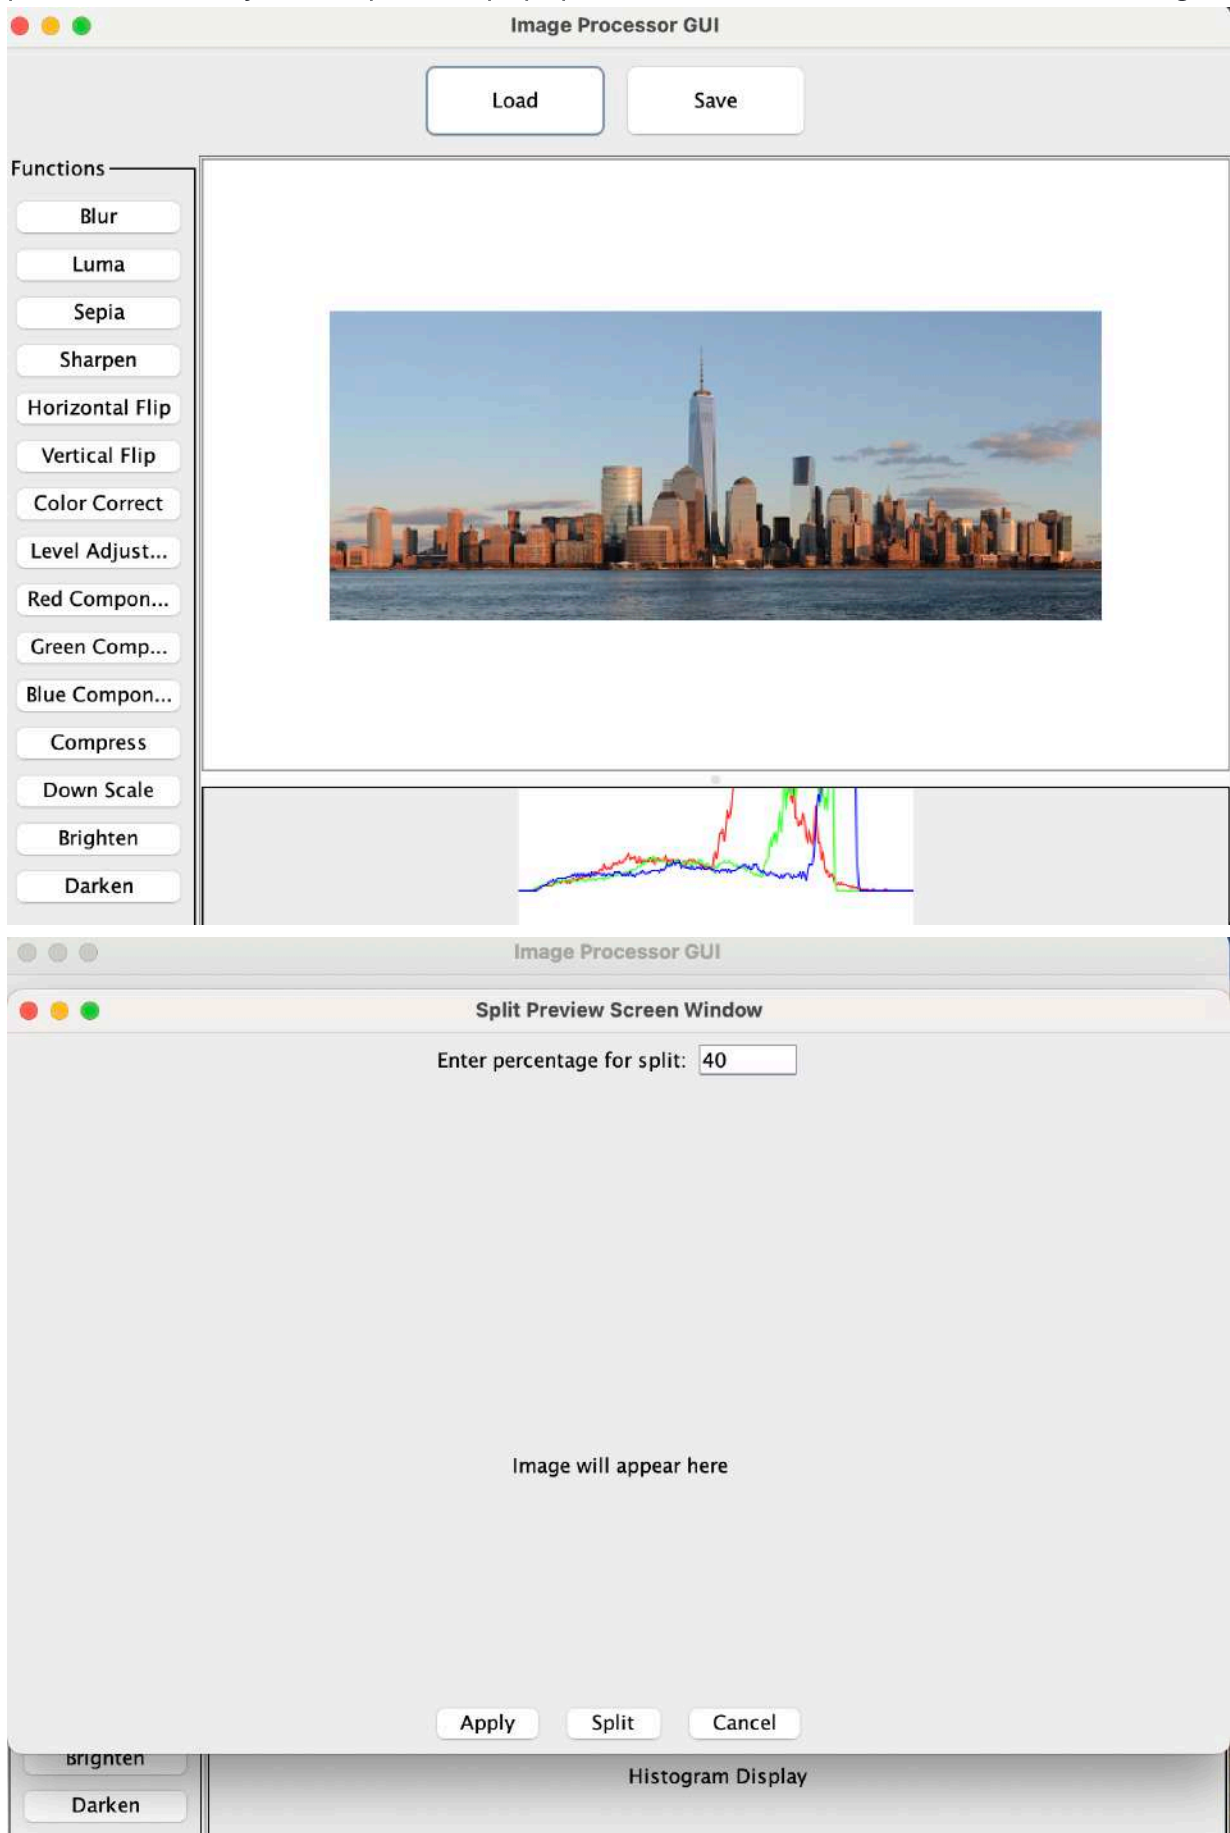 Image Processor GUI
Load
Save
Functions
Blur
Luma
Sepia
Sharpen
Horizontal Flip
Vertical Flip
Color Correct
Level Adjust...
Red Compon...
Green Comp...
Blue Compon...
Compress
Down Scale
Brighten
Darken
Image Processor GUI
Split Preview Screen Window
Enter percentage for split: 40
Image will appear here
Apply
Split
Cancel
Brighten
Histogram Display
Darken